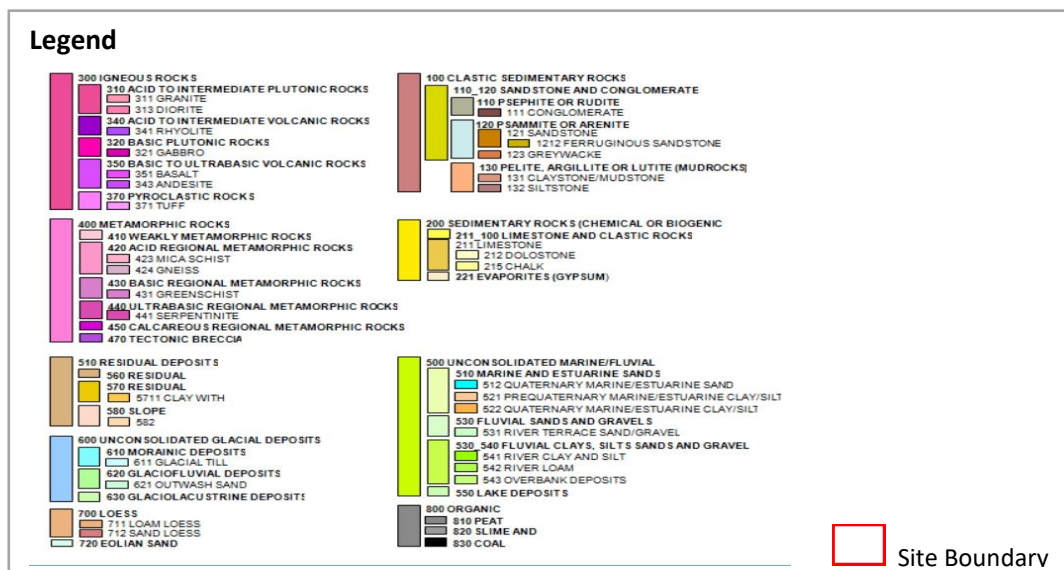 Legend
300 IGNEOUS ROCKS
310 ACID TO INTERMEDIATE PLUTONIC ROCKS
311 GRANITE
313 DIORITE
340 ACID TO INTERMEDIATE VOLCANIC ROCKS
341 RHYOLITE
320 BASIC PLUTONIC ROCKS
321 GABBRO
350 BASIC TO ULTRABASIC VOLCANIC ROCKS
351 BASALT
343 ANDESITE
370 PYROCLASTIC ROCKS
371 TUFF
400 METAMORPHIC ROCKS
410 WEAKLY METAMORPHIC ROCKS
420 ACID REGIONAL METAMORPHIC ROCKS
423 MICA SCHIST
424 GNEISS
430 BASIC REGIONAL METAMORPHIC ROCKS
431 GREENSCHIST
440 ULTRABASIC REGIONAL METAMORPHIC ROCKS
441 SERPENTINITE
450 CALCAREOUS REGIONAL METAMORPHIC ROCKS
470 TECTONIC BRECCIA
510 RESIDUAL DEPOSITS
560 RESIDUAL
570 RESIDUAL
5711 CLAY WITH
580 SLOPE
582
600 UNCONSOLIDATED GLACIAL DEPOSITS
610 MORAINIC DEPOSITS
611 GLACIAL TILL
620 GLACIOFLUVIAL DEPOSITS
621 OUTWASH SAND
630 GLACIOLACUSTRINE DEPOSITS
700 LOESS
711 LOAM LOESS
712 SAND LOESS
720 EOLIAN SAND
100 CLASTIC SEDIMENTARY ROCKS
110_120 SANDSTONE AND CONGLOMERATE
110 PSEPHITE OR RUDITE
111 CONGLOMERATE
120 PSAMMITE OR ARENITE
121 SANDSTONE
1212 FERRUGINOUS SANDSTONE
123 GREYWACKE
130 PELITE, ARGILLITE OR LUTITE (MUDROCKS)
131 CLAYSTONE/MUDSTONE
132 SILTSTONE
200 SEDIMENTARY ROCKS (CHEMICAL OR BIOGENIC
211_100 LIMESTONE AND CLASTIC ROCKS
211 LIMESTONE
212 DOLOSTONE
215 CHALK
221 EVAPORITES (GYPSUM)
500 UNCONSOLIDATED MARINE/FLUVIAL
510 MARINE AND ESTUARINE SANDS
512 QUATERNARY MARINE/ESTUARINE SAND
521 PREQUATERNARY MARINE/ESTUARINE CLAY/SILT
522 QUATERNARY MARINE/ESTUARINE CLAY/SILT
530 FLUVIAL SANDS AND GRAVELS
531 RIVER TERRACE SAND/GRAVEL
530_540 FLUVIAL CLAYS, SILTS SANDS AND GRAVEL
541 RIVER CLAY AND SILT
542 RIVER LOAM
543 OVERBANK DEPOSITS
550 LAKE DEPOSITS
800 ORGANIC
810 PEAT
820 SLIME AND
830 COAL
Site Boundary